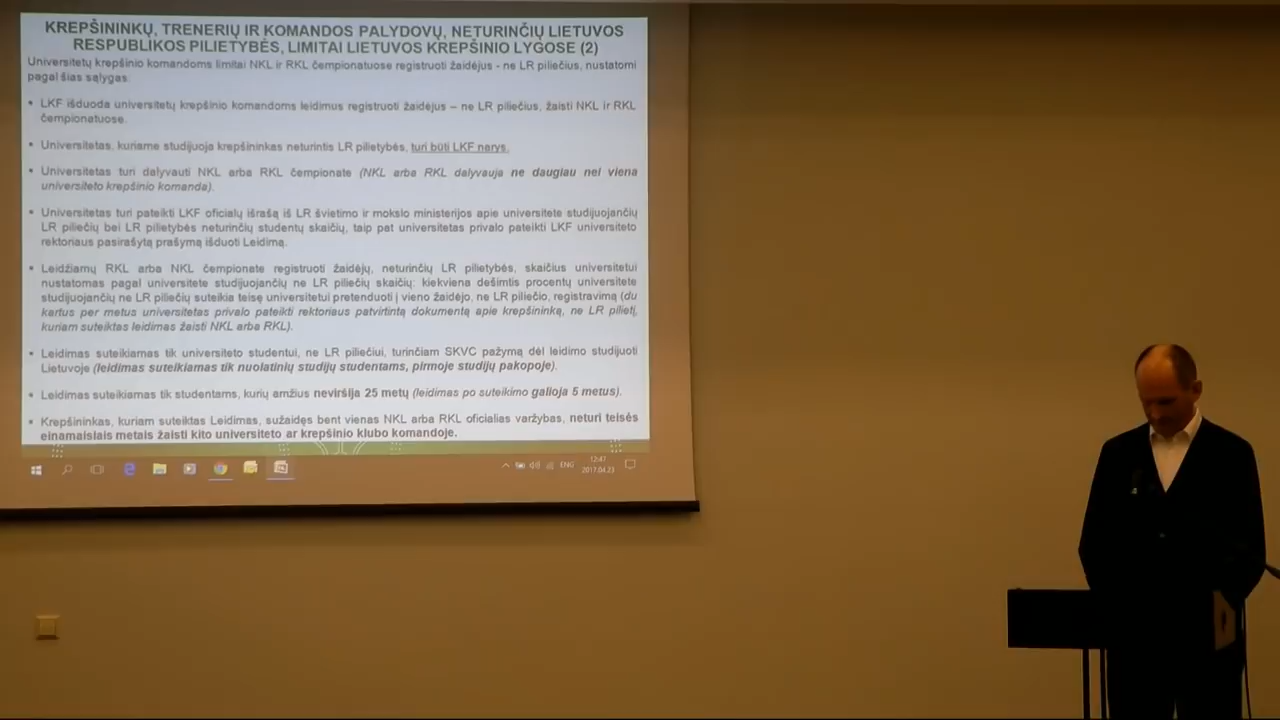 KREPŠININKŲ, TRENERIŲ IR KOMANDOS PALYDOVŲ, NETURINČIŲ LIETUVOS
RESPUBLIKOS PILIETYBĖS, LIMITAI LIETUVOS KREPŠINIO LYGOSE (2)
Universitetų krepšinio komandoms limitai NKL ir RKL čempionatuose registruoti žaidėjus - ne LR piliečius, nustatomi
pagal šias sąlygas:
• LKF išduoda universitetų krepšinio komandoms leidimus registruoti žaidėjus – ne LR piliečius, žaisti NKL ir RKL
čempionatuose.
• Universitetas, kuriame studijuoja krepšininkas neturintis LR pilietybės, turi būti LKF narys.
• Universitetas turi dalyvauti NKL arba RKL čempionate (NKL arba RKL dalyvauja ne daugiau nei viena
universiteto krepšinio komanda).
• Universitetas turi pateikti LKF oficialų išrašą iš LR švietimo ir mokslo ministerijos apie universitete studijuojančių
LR piliečių bei LR pilietybės neturinčių studentų skaičių, taip pat universitetas privalo pateikti LKF universiteto
rektoriaus pasirašytą prašymą išduoti Leidimą.
• Leidžiamų RKL arba NKL čempionate registruoti žaidėjų, neturinčių LR pilietybės, skaičius universitetui
nustatomas pagal universitete studijuojančių ne LR piliečių skaičių: kiekviena dešimtis procentų universitete
studijuojančių ne LR piliečių suteikia teisę universitetui pretenduoti į vieno žaidėjo, ne LR piliečio, registravimą (du
kartus per metus universitetas privalo pateikti rektoriaus patvirtintą dokumentą apie krepšininką, ne LR pilietį,
kuriam suteiktas leidimas žaisti NKL arba RKL).
• Leidimas suteikiamas tik universiteto studentui, ne LR piliečiui, turinčiam SKVC pažymą dėl leidimo studijuoti
Lietuvoje (leidimas suteikiamas tik nuolatinių studijų studentams, pirmoje studijų pakopoje).
• Leidimas suteikiamas tik studentams, kurių amžius neviršija 25 metų (leidimas po suteikimo galioja 5 metus).
• Krepšininkas, kuriam suteiktas Leidimas, sužaidęs bent vienas NKL arba RKL oficialias varžybas, neturi teisės
einamaisiais metais žaisti kito universiteto ar krepšinio klubo komandoje.
ENG
12:47
2017.04.23